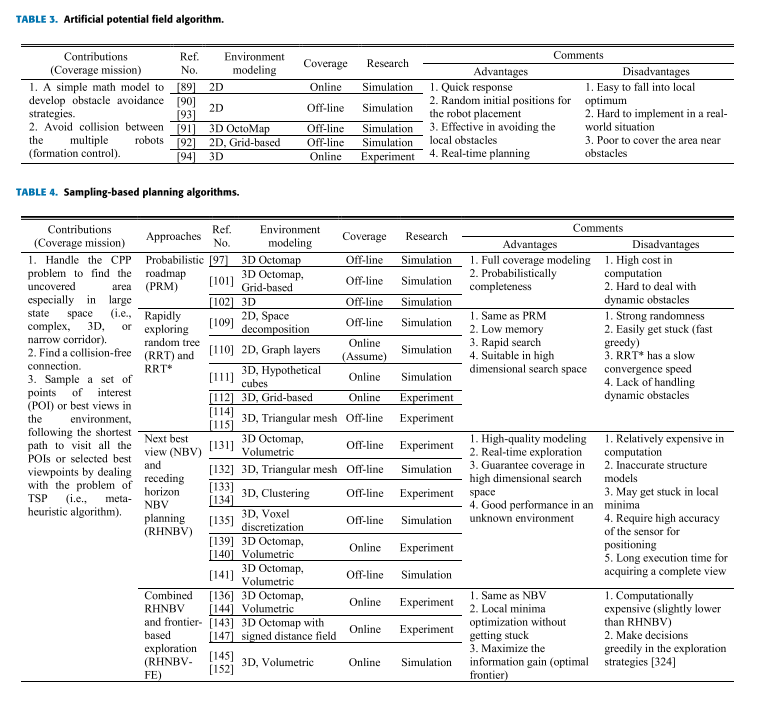 TABLE 3. Artificial potential field algorithm.
Contributions
(Coverage mission)
Ref.
No.
Environment
modeling
Coverage
Research
Comments
Advantages
Disadvantages
1. A simple math model to
develop obstacle avoidance
strategies.
2. Avoid collision between
the multiple robots
(formation control).
[89] 2D Online Simulation
[90]
[93]
2D Off-line Simulation
[91] 3D OctoMap Off-line Simulation
[92] 2D, Grid-based Off-line Simulation
[94] 3D Online Experiment
1. Quick response
2. Random initial positions for
the robot placement
3. Effective in avoiding the
local obstacles
4. Real-time planning
1. Easy to fall into local
optimum
2. Hard to implement in a real-
world situation
3. Poor to cover the area near
obstacles
TABLE 4. Sampling-based planning algorithms.
Contributions
(Coverage mission)
Approaches
Ref.
No.
Environment
modeling
Coverage
Research
Comments
Advantages
Disadvantages
1. Handle the CPP
problem to find the
uncovered area
especially in large
state space (i.e.,
complex, 3D, or
narrow corridor).
2. Find a collision-free
connection.
3. Sample a set of
points of interest
(POI) or best views in
the environment,
following the shortest
path to visit all the
POIs or selected best
viewpoints by dealing
with the problem of
TSP (i.e., meta-
heuristic algorithm).
Probabilistic
roadmap
(PRM)
[97] 3D Octomap Off-line Simulation
[101] 3D Octomap,
Grid-based
Off-line Simulation
[102] 3D Off-line Simulation
1. Full coverage modeling
2. Probabilistically
completeness
1. High cost in
computation
2. Hard to deal with
dynamic obstacles
Rapidly
exploring
random tree
(RRT) and
RRT*
[109] 2D, Space
decomposition
Off-line Simulation
[110] 2D, Graph layers
Online
(Assume)
Simulation
[111] 3D, Hypothetical
cubes
Online Simulation
[112] 3D, Grid-based Online Experiment
[114]
[115]
3D, Triangular mesh Off-line Experiment
1. Same as PRM
2. Low memory
3. Rapid search
4. Suitable in high
dimensional search space
1. Strong randomness
2. Easily get stuck (fast
greedy)
3. RRT* has a slow
convergence speed
4. Lack of handling
dynamic obstacles
Next best
view (NBV)
and
receding
horizon
NBV
planning
(RHNBV)
[131] 3D Octomap,
Volumetric
Off-line Experiment
[132] 3D, Triangular mesh Off-line Simulation
[133]
[134]
3D, Clustering Off-line Experiment
[135] 3D, Voxel
discretization
Off-line Simulation
[139]
[140]
3D Octomap,
Volumetric
Online Experiment
[141] 3D Octomap,
Volumetric
Off-line Simulation
1. High-quality modeling
2. Real-time exploration
3. Guarantee coverage in
high dimensional search
space
4. Good performance in an
unknown environment
1. Relatively expensive in
computation
2. Inaccurate structure
models
3. May get stuck in local
minima
4. Require high accuracy
of the sensor for
positioning
5. Long execution time for
acquiring a complete view
Combined
RHNBV
and frontier-
based
exploration
(RHNBV-
FE)
[136]
[144]
3D Octomap,
Volumetric
Online Experiment
[143]
[147]
3D Octomap with
signed distance field
Online Experiment
[145]
[152]
3D, Volumetric Online Simulation
1. Same as NBV
2. Local minima
optimization without
getting stuck
3. Maximize the
information gain (optimal
frontier)
1. Computationally
expensive (slightly lower
than RHNBV)
2. Make decisions
greedily in the exploration
strategies [324]